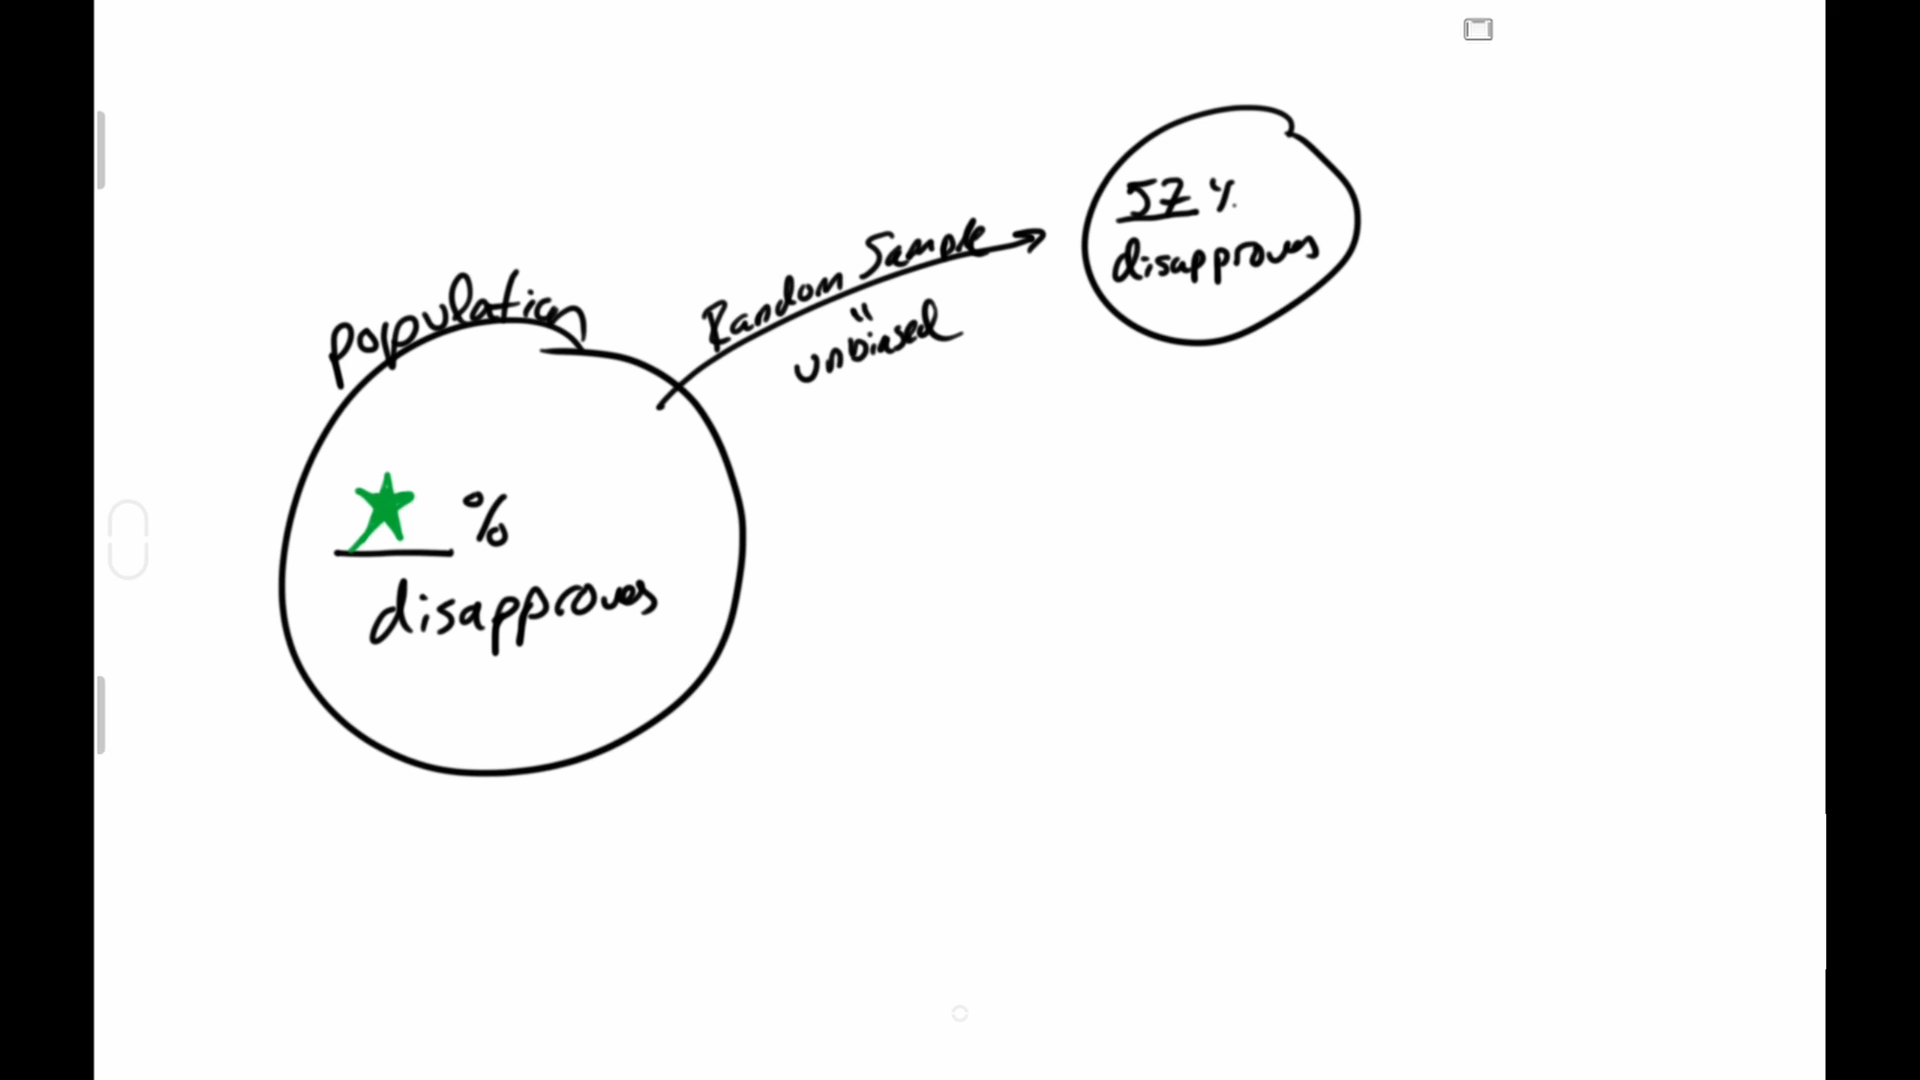 population
% 
disapproves
Random Sample
"
unbiased
57 %
disapproves